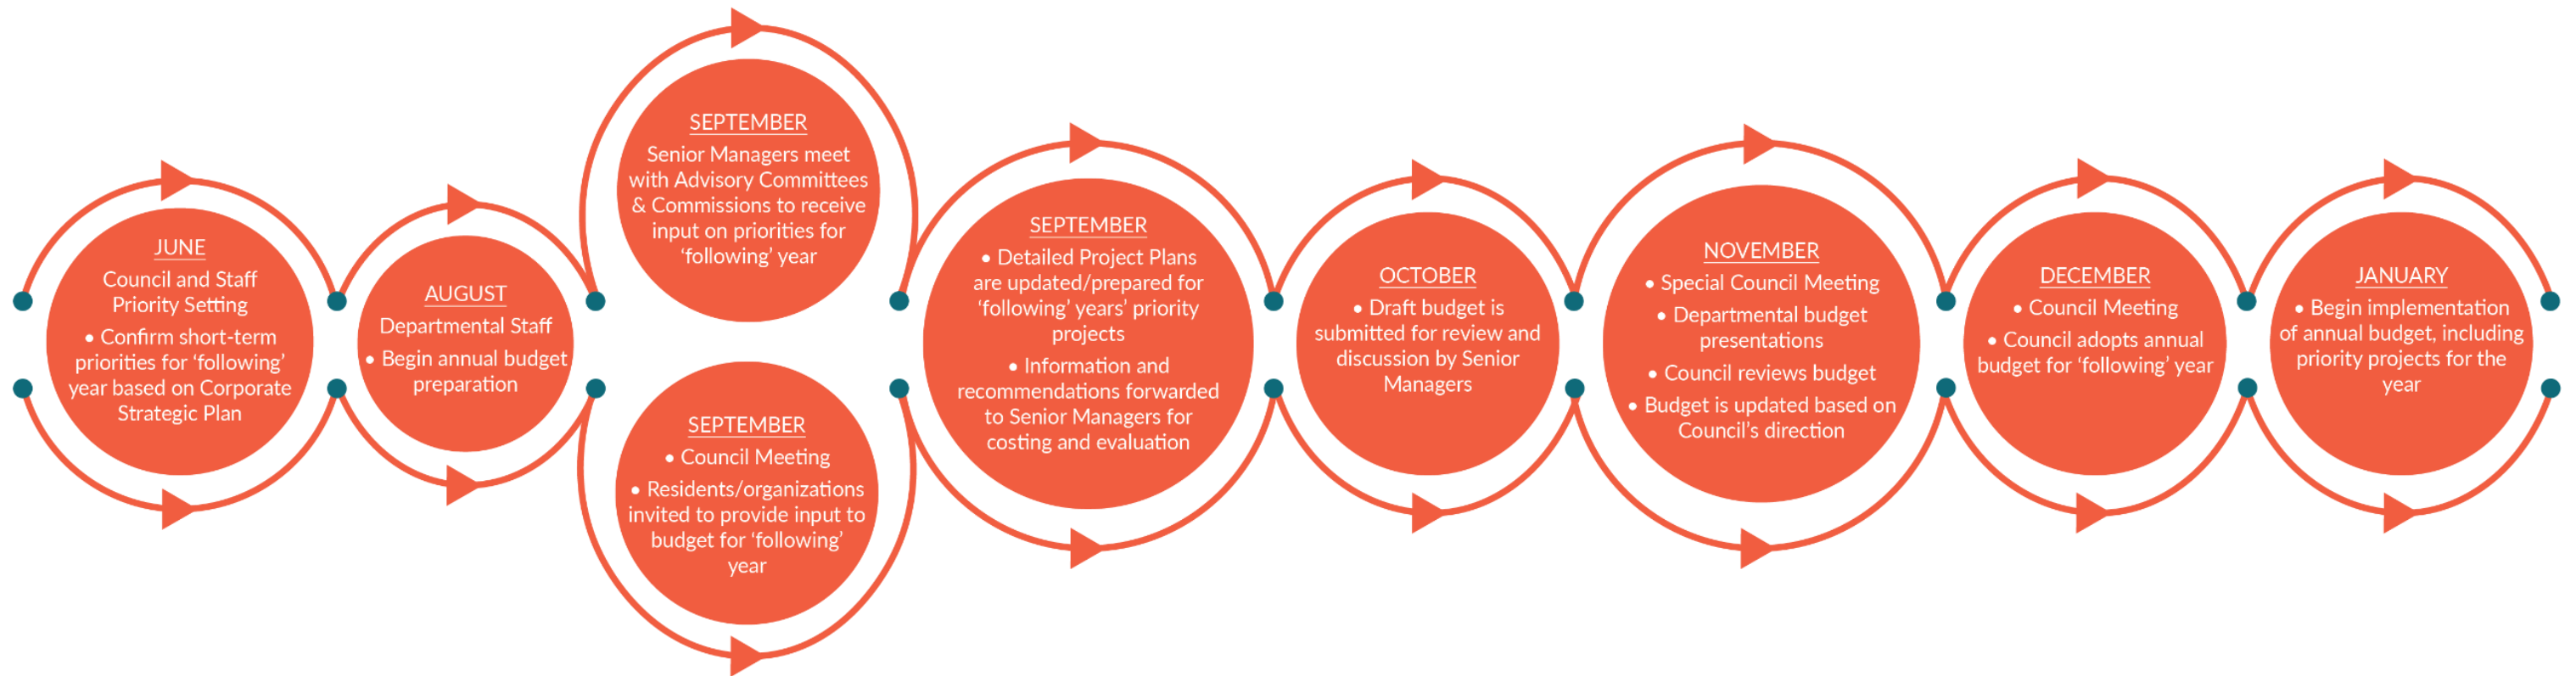 JUNE
Council and Staff
Priority Setting
• Confirm short-term
priorities for ‘following’
year based on Corporate
Strategic Plan
AUGUST
Departmental Staff
• Begin annual budget
preparation
SEPTEMBER
Senior Managers meet
with Advisory Committees
& Commissions to receive
input on priorities for
‘following’ year
SEPTEMBER
• Council Meeting
• Residents/organizations
invited to provide input to
budget for ‘following’
year
SEPTEMBER
• Detailed Project Plans
are updated/prepared for
‘following’ years’ priority
projects
• Information and
recommendations forwarded
to Senior Managers for
costing and evaluation
OCTOBER
• Draft budget is
submitted for review and
discussion by Senior
Managers
NOVEMBER
• Special Council Meeting
• Departmental budget
presentations
• Council reviews budget
• Budget is updated based on
Council’s direction
DECEMBER
• Council Meeting
• Council adopts annual
budget for ‘following’ year
JANUARY
• Begin implementation
of annual budget, including
priority projects for the
year